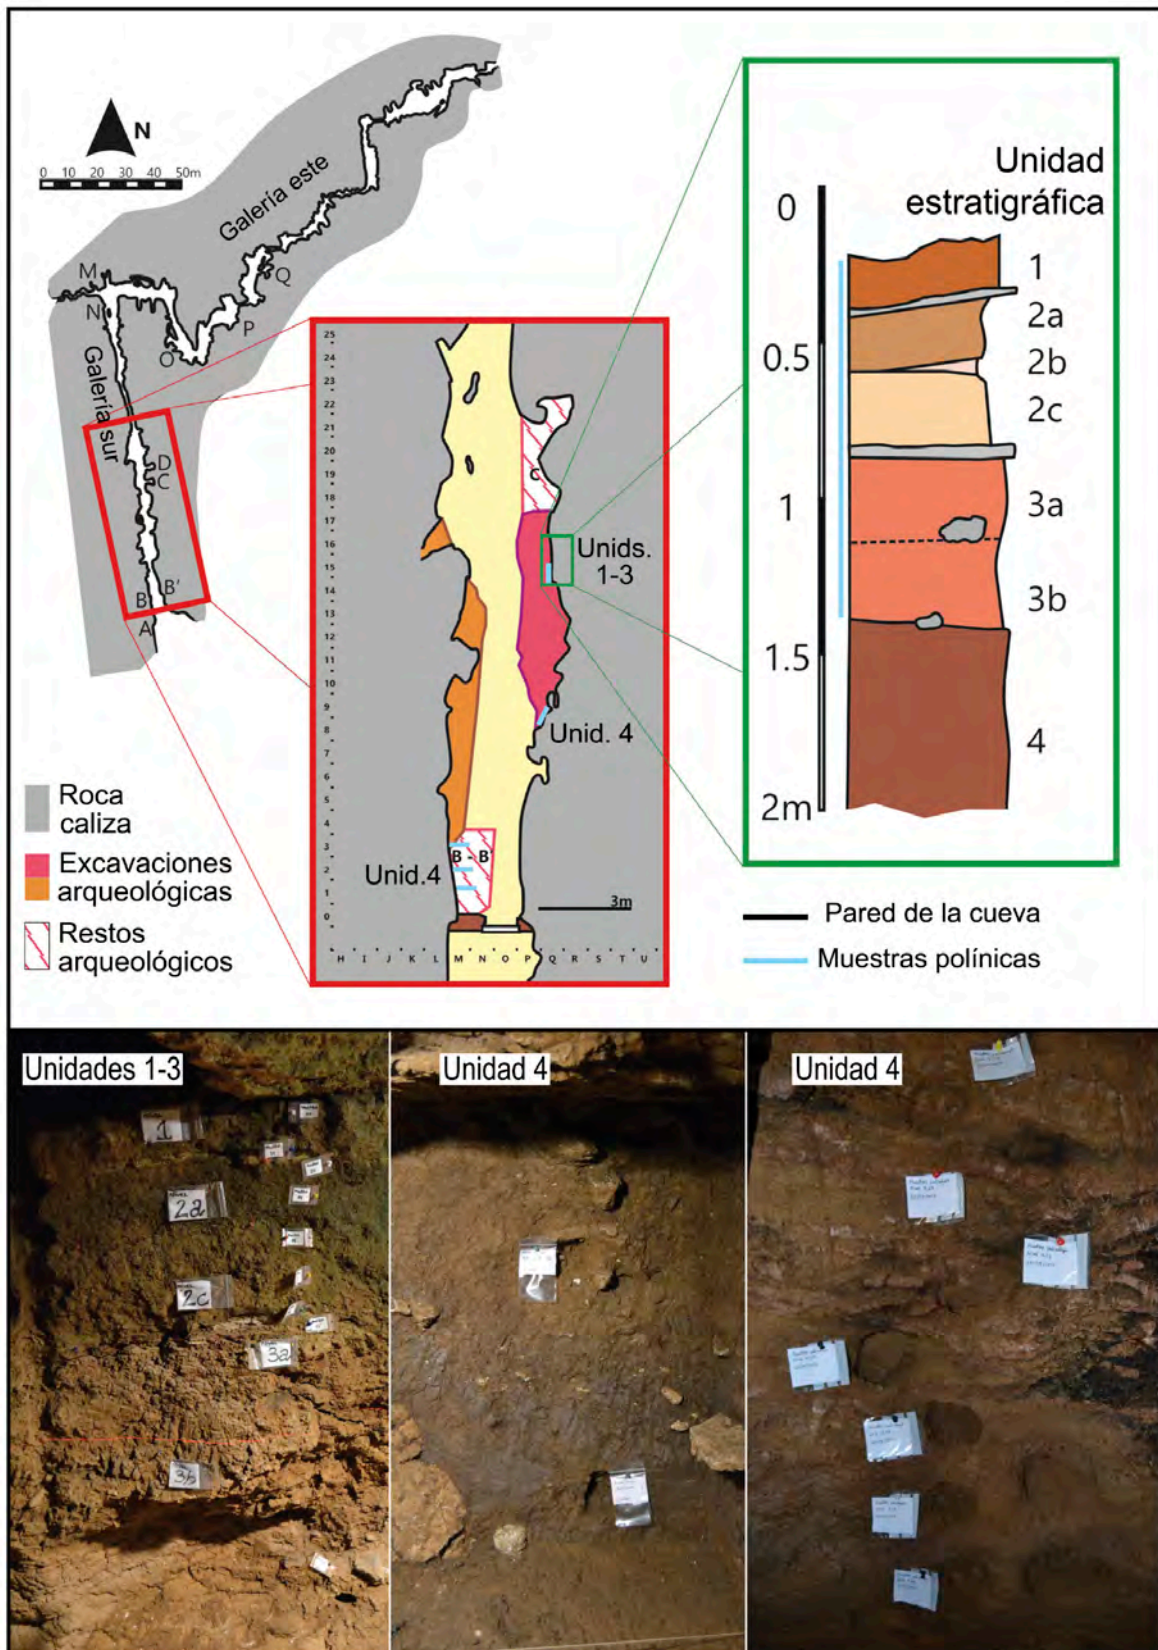 N
0 10 20 30 40 50m
Galería este
M
N
O
P
Q
Galería sur
D
C
B
B'
A
Roca
caliza
Excavaciones
arqueológicas
Restos
arqueológicos
25
24
23
22
21
20
19
18
17
16
15
14
13
12
11
10
9
8
7
6
5
4
3
2
1
0
H I J K L M N O P Q R S T U
C
Unids.
1-3
Unid. 4
B - B
Unid.4
3m
Unidad
estratigráfica
0
0.5
1
1.5
2m
1
2a
2b
2c
3a
3b
4
Pared de la cueva
Muestras polínicas
Unidades 1-3
1
2a
2c
3a
3b
Unidad 4
Unidad 4